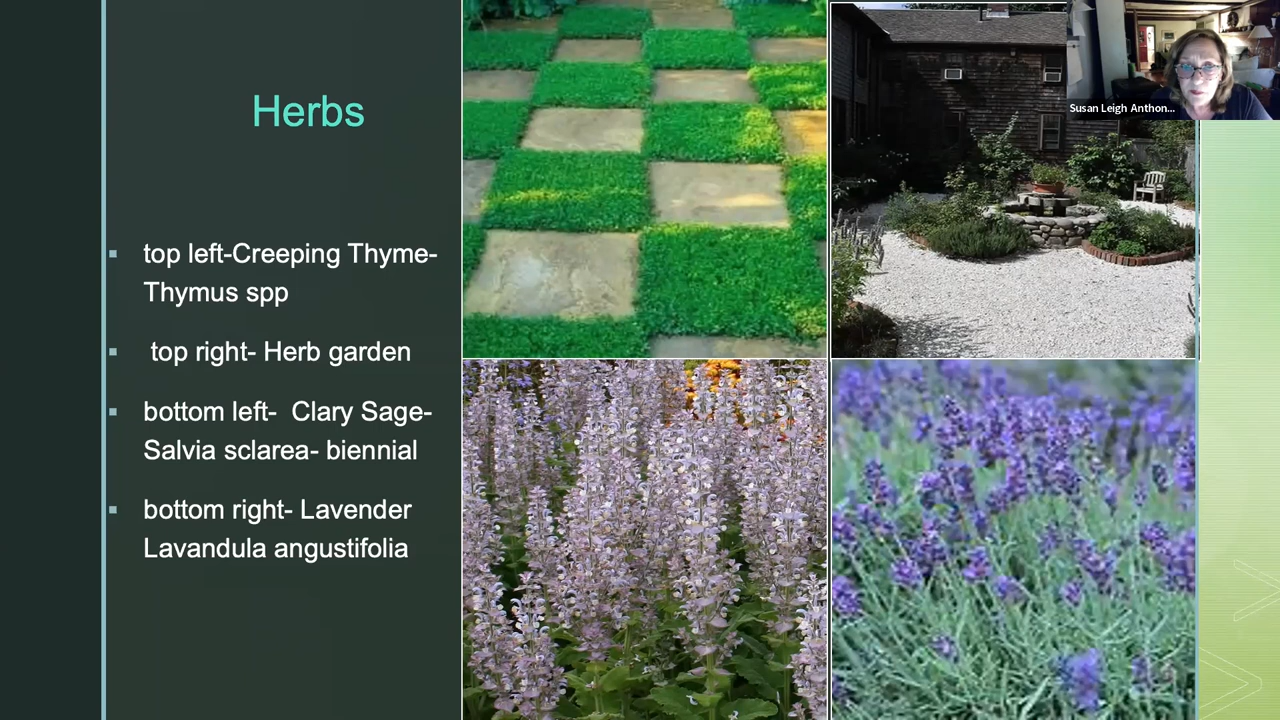 Herbs
top left-Creeping Thyme-
Thymus spp
top right- Herb garden
bottom left- Clary Sage-
Salvia sclarea- biennial
bottom right- Lavender
Lavandula angustifolia
Susan Leigh Anthon...